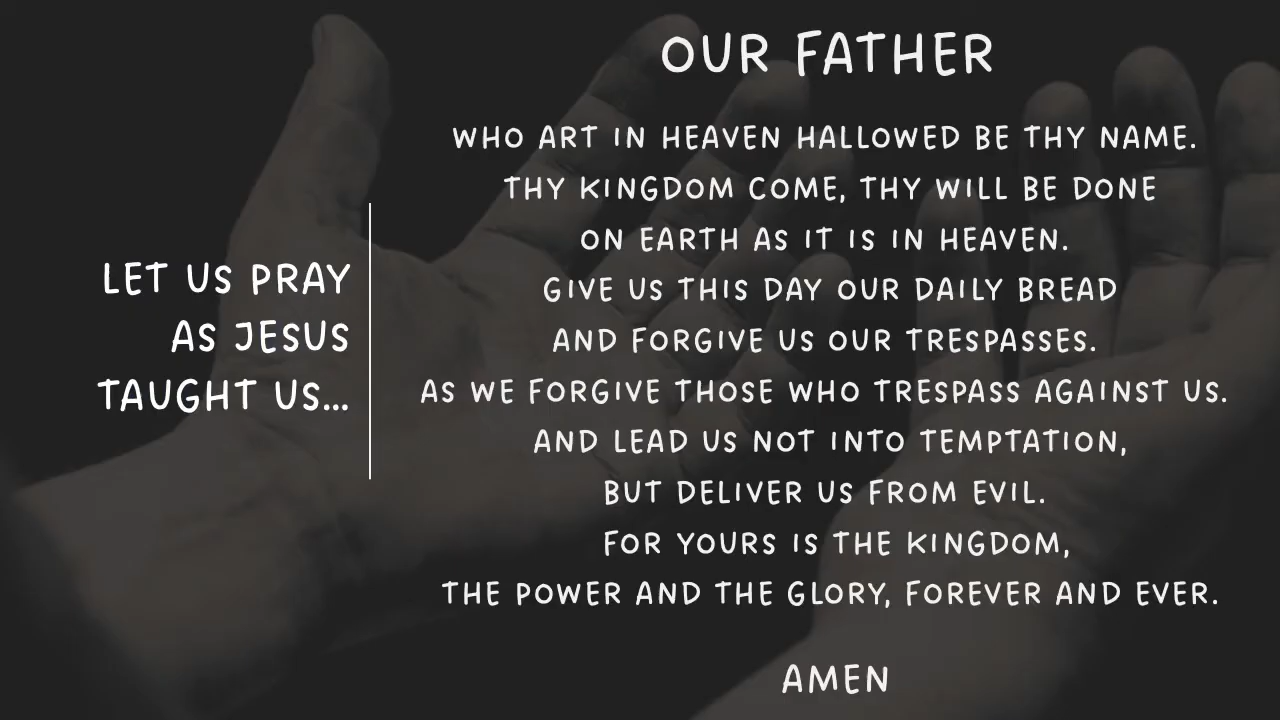 LET US PRAY
AS JESUS
TAUGHT US...
OUR FATHER
WHO ART IN HEAVEN HALLOWED BE THY NAME.
THY KINGDOM COME, THY WILL BE DONE
ON EARTH AS IT IS IN HEAVEN.
GIVE US THIS DAY OUR DAILY BREAD
AND FORGIVE US OUR TRESPASSES.
AS WE FORGIVE THOSE WHO TRESPASS AGAINST US.
AND LEAD US NOT INTO TEMPTATION,
BUT DELIVER US FROM EVIL.
FOR YOURS IS THE KINGDOM,
THE POWER AND THE GLORY, FOREVER AND EVER.
AMEN